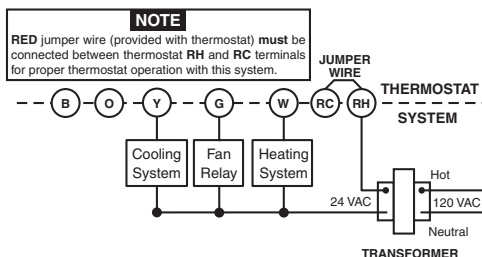 NOTE
RED jumper wire (provided with thermostat) must be
connected between thermostat RH and RC terminals
for proper thermostat operation with this system.
JUMPER
WIRE
B O Y G W RC RH THERMOSTAT
SYSTEM
Cooling
System
Fan
Relay
Heating
System
Hot
24 VAC 120 VAC
Neutral
TRANSFORMER